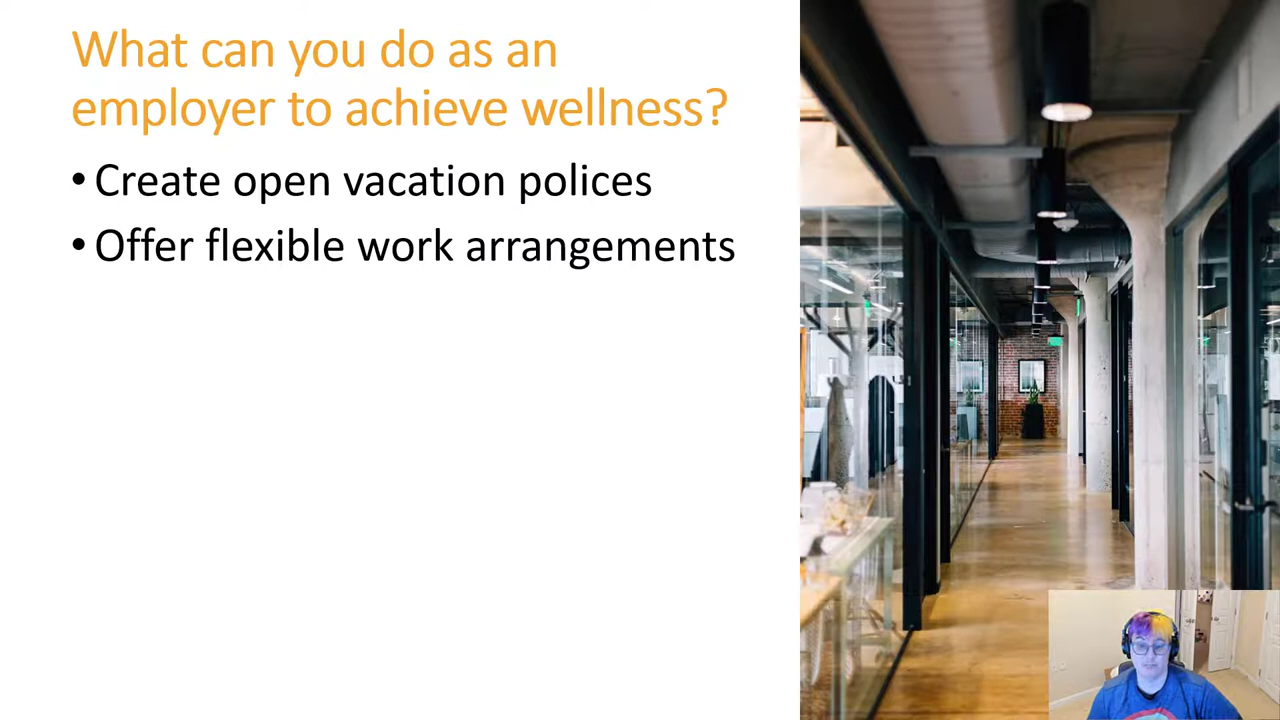 What can you do as an
employer to achieve wellness?
• Create open vacation polices
• Offer flexible work arrangements